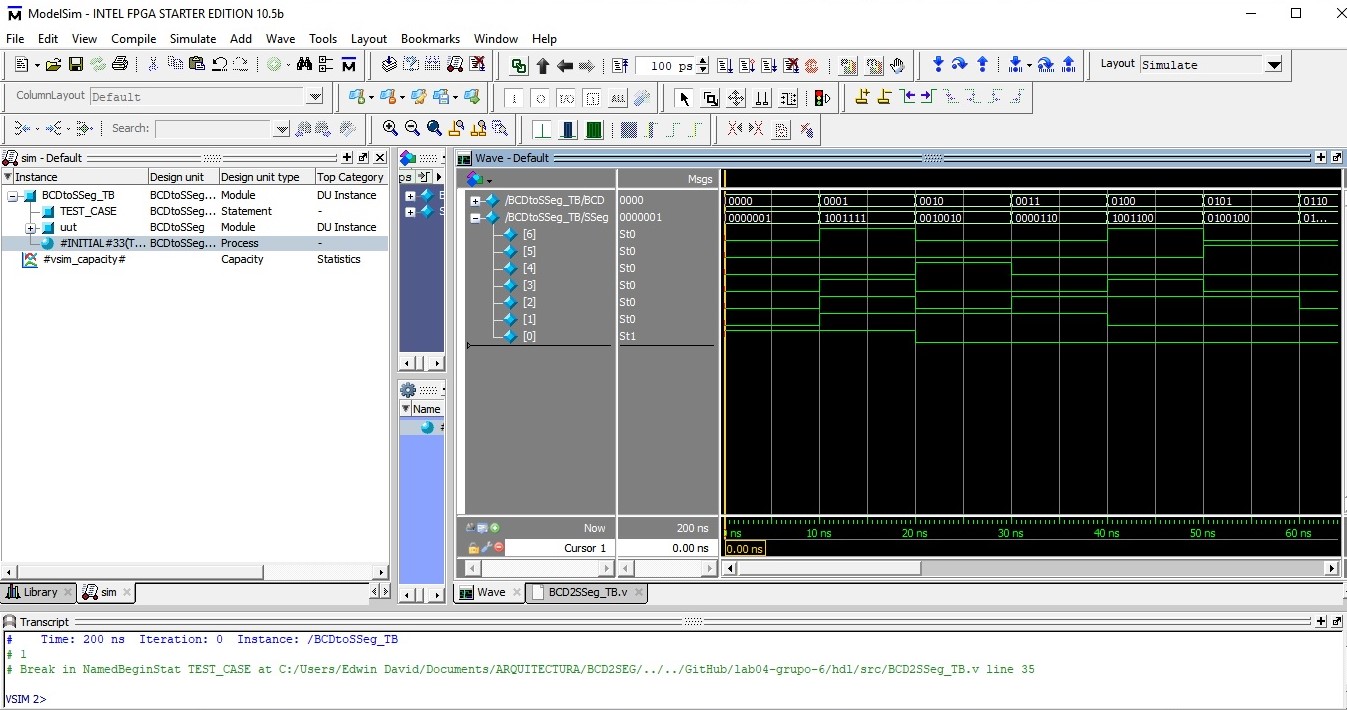 ModelSim - INTEL FPGA STARTER EDITION 10.5b
File Edit View Compile Simulate Add Wave Tools Layout Bookmarks Window Help
100 ps
Layout Simulate
ColumnLayout Default
Search:
sim - Default
Instance Design unit Design unit type Top Category
BCDtoSSeg_TB BCDtoSSeg... Module DU Instance
TEST_CASE BCDtoSSeg... Statement -
uut BCDtoSSeg Module DU Instance
#INITIAL#33(T... BCDtoSSeg... Process -
#vsim_capacity# Capacity Statistics
Library sim
ps
Name
Wave - Default
Msgs
/BCDtoSSeg_TB/BCD 0000 0000 0001 0010 0011 0100 0101 0110
/BCDtoSSeg_TB/SSeg 0000001 0000001 1001111 0010010 0000110 1001100 0100100 01...
[6] St0
[5] St0
[4] St0
[3] St0
[2] St0
[1] St0
[0] St1
Now 200 ns ns 10 ns 20 ns 30 ns 40 ns 50 ns 60 ns
Cursor 1 0.00 ns 0.00 ns
Wave BCD2SSeg_TB.v
Transcript
# Time: 200 ns Iteration: 0 Instance: /BCDtoSSeg_TB
# 1
# Break in NamedBeginStat TEST_CASE at C:/Users/Edwin David/Documents/ARQUITECTURA/BCD2SEG/../../GitHub/lab04-grupo-6/hdl/src/BCD2SSeg_TB.v line 35
VSIM 2>